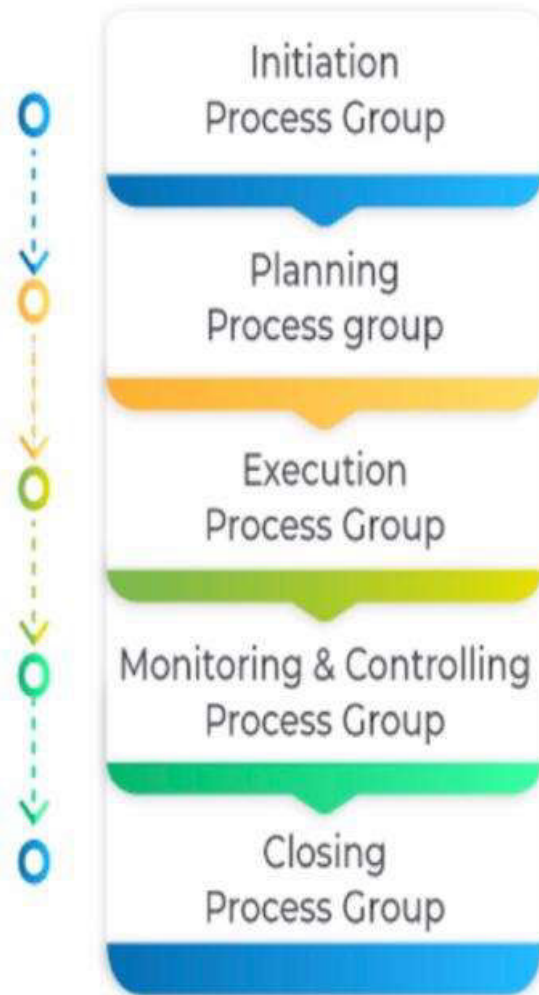 Initiation
Process Group
Planning
Process group
Execution
Process Group
Monitoring & Controlling
Process Group
Closing
Process Group